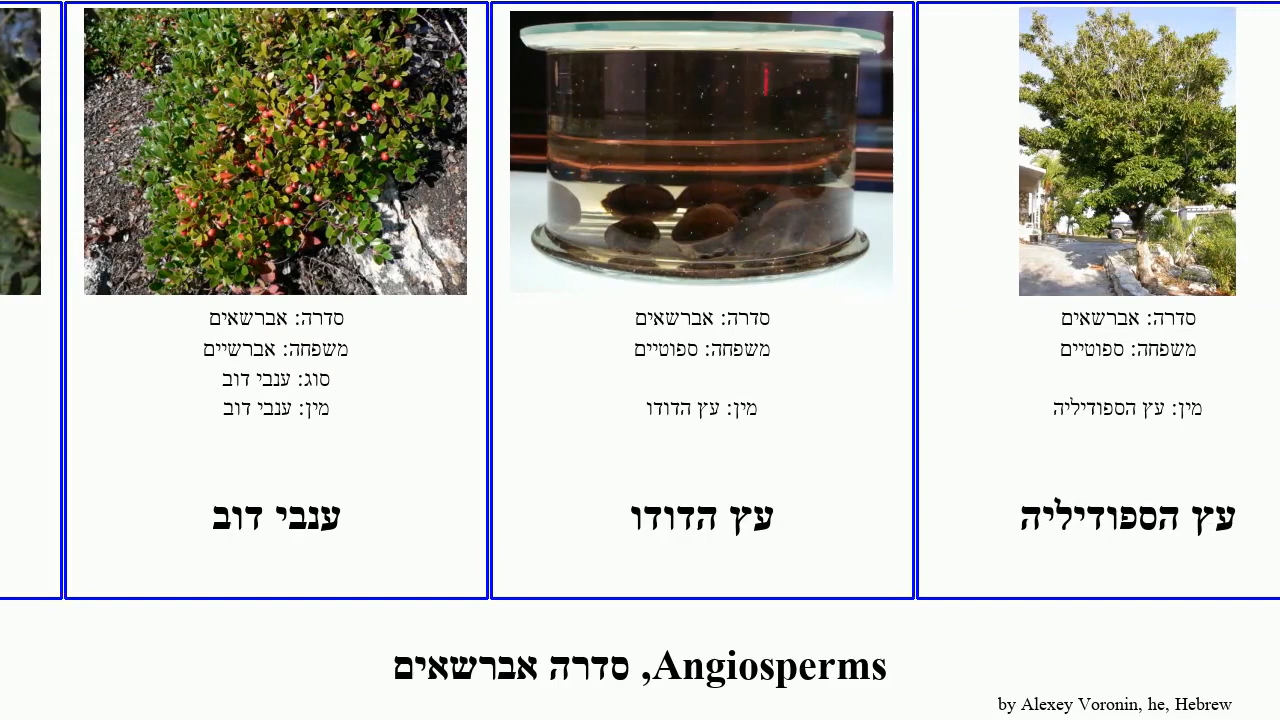 סדרה: אברשאים
משפחה: ספוטיים
מין: עץ הספודיליה
עץ הספודיליה
סדרה: אברשאים
משפחה: ספוטיים
מין: עץ הדודו
עץ הדודו
סדרה: אברשאים
משפחה: אברשיים
סוג: ענבי דוב
מין: ענבי דוב
ענבי דוב
Angiosperms, סדרה אברשאים
by Alexey Voronin, he, Hebrew